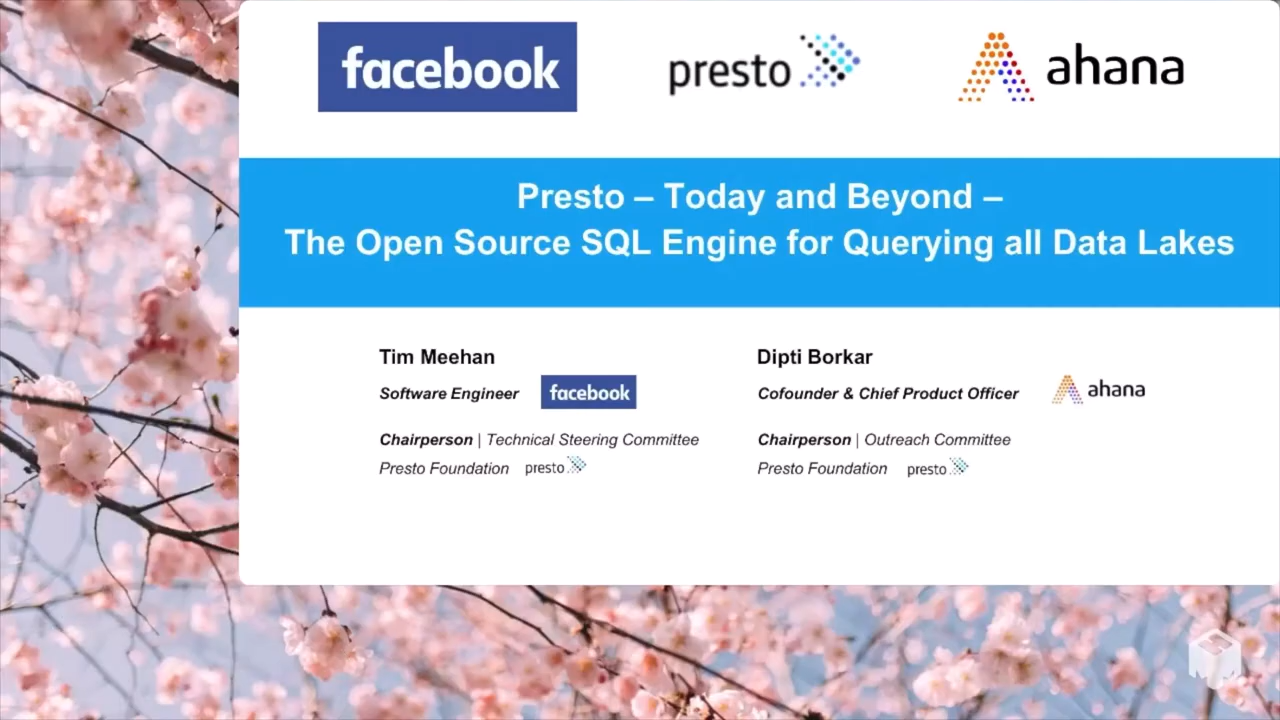 facebook presto ahana
Presto – Today and Beyond –
The Open Source SQL Engine for Querying all Data Lakes
Tim Meehan
Software Engineer facebook
Chairperson | Technical Steering Committee
Presto Foundation presto
Dipti Borkar
Cofounder & Chief Product Officer ahana
Chairperson | Outreach Committee
Presto Foundation presto